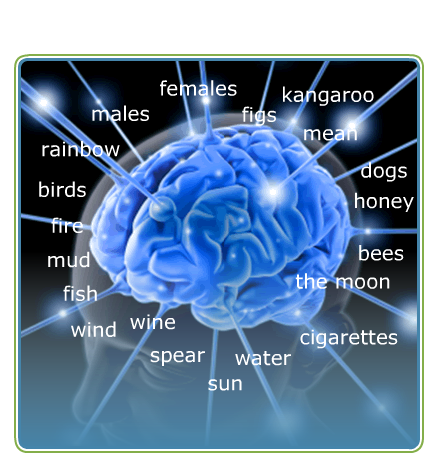 females
kangaroo
males
figs
mean
rainbow
dogs
birds
honey
fire
bees
mud
the moon
fish
wine
wind
cigarettes
spear
water
sun